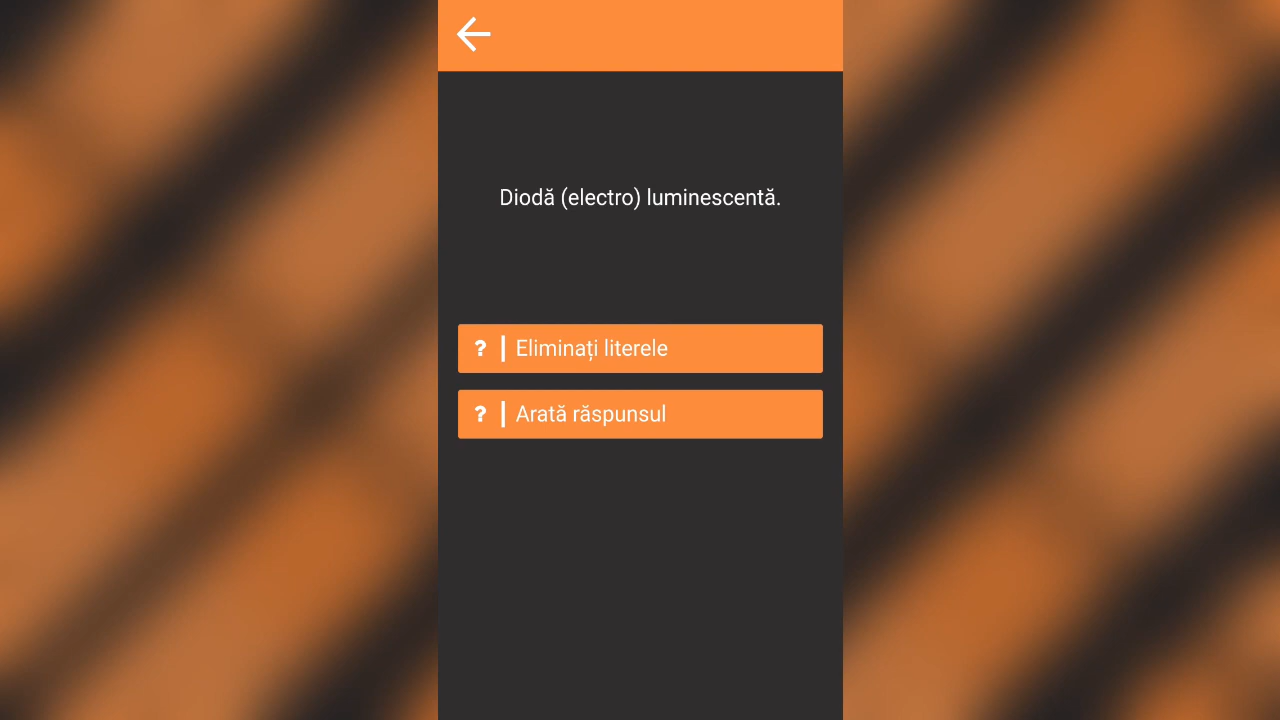 Diodă (electro) luminescentă.
? | Eliminați literele
? | Arată răspunsul